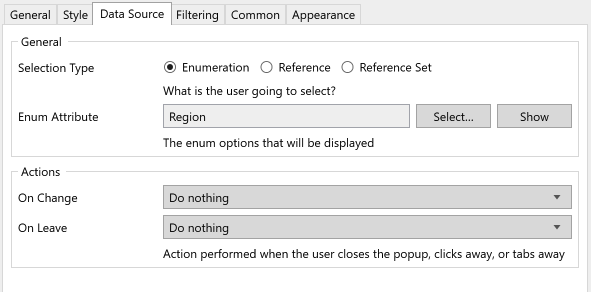 General Style Data Source Filtering Common Appearance
General
Selection Type Enumeration Reference Reference Set
What is the user going to select?
Enum Attribute Region Select... Show
The enum options that will be displayed
Actions
On Change Do nothing
On Leave Do nothing
Action performed when the user closes the popup, clicks away, or tabs away